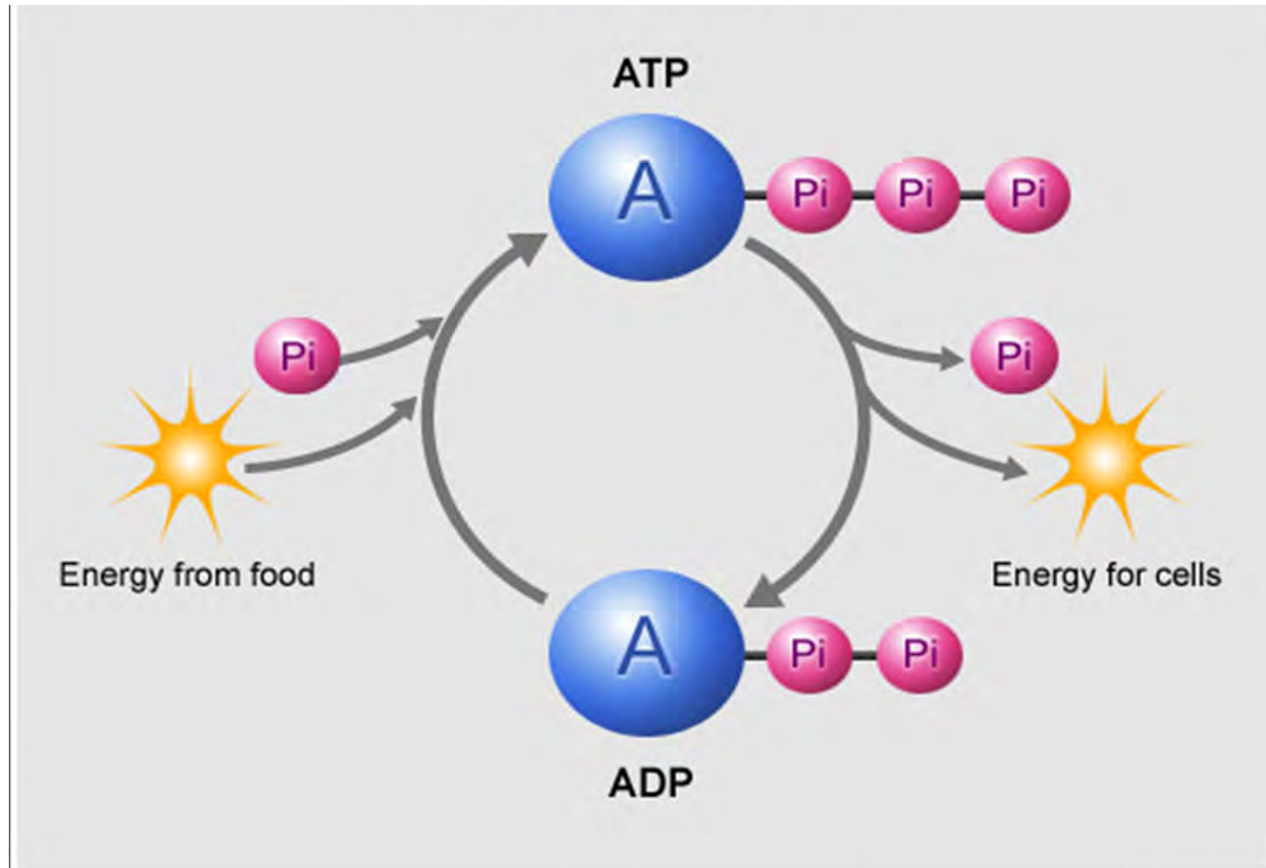 ATP
A Pi Pi Pi
Pi
Pi
Energy from food
Energy for cells
A Pi Pi
ADP